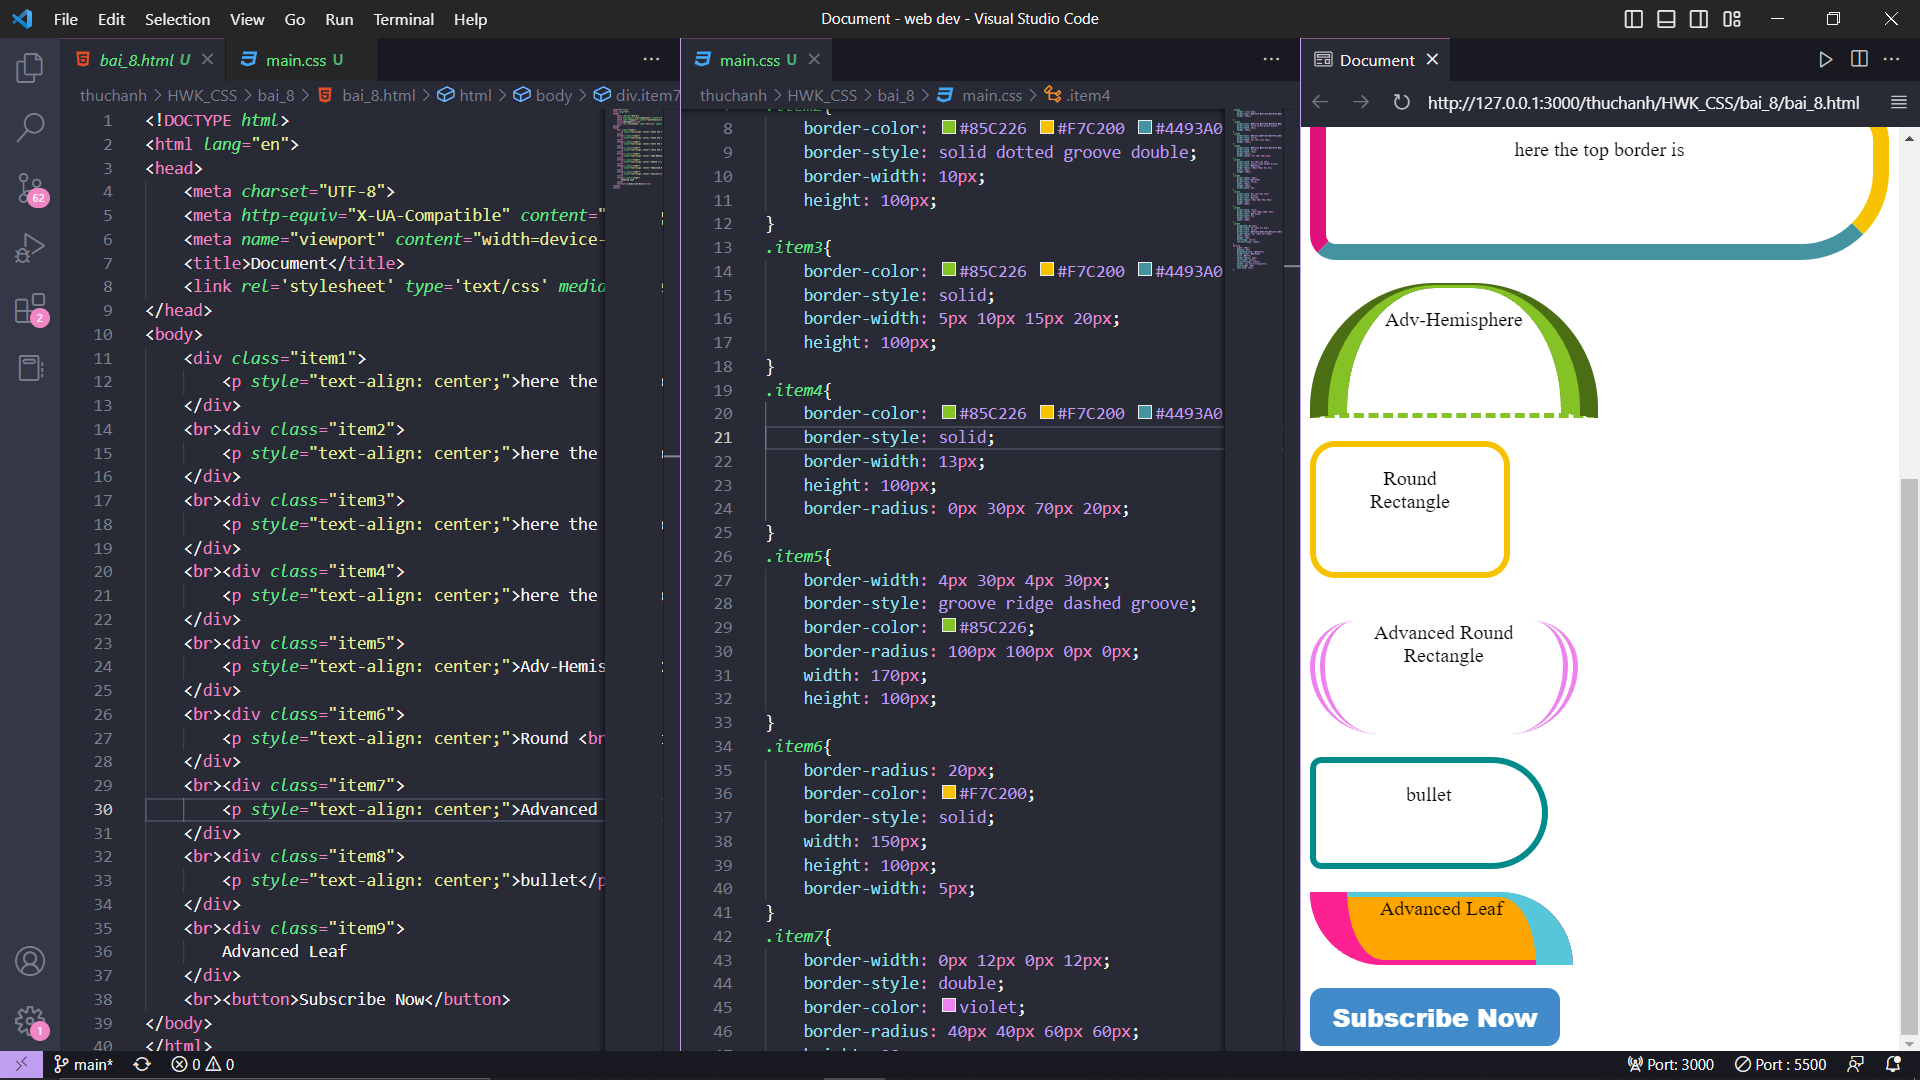 File Edit Selection View Go Run Terminal Help
Document - web dev - Visual Studio Code
bai_8.html U
main.css U
main.css U
Document
thuchanh > HWK_CSS > bai_8 > bai_8.html > html > body > div.item7
thuchanh > HWK_CSS > bai_8 > main.css > .item4
http://127.0.0.1:3000/thuchanh/HWK_CSS/bai_8/bai_8.html
62
2
1
1 <!DOCTYPE html>
2 <html lang="en">
3 <head>
4 <meta charset="UTF-8">
5 <meta http-equiv="X-UA-Compatible" content="
6 <meta name="viewport" content="width=device-
7 <title>Document</title>
8 <link rel='stylesheet' type='text/css' media
9 </head>
10 <body>
11 <div class="item1">
12 <p style="text-align: center;">here the
13 </div>
14 <br><div class="item2">
15 <p style="text-align: center;">here the
16 </div>
17 <br><div class="item3">
18 <p style="text-align: center;">here the
19 </div>
20 <br><div class="item4">
21 <p style="text-align: center;">here the
22 </div>
23 <br><div class="item5">
24 <p style="text-align: center;">Adv-Hemis
25 </div>
26 <br><div class="item6">
27 <p style="text-align: center;">Round <br
28 </div>
29 <br><div class="item7">
30 <p style="text-align: center;">Advanced
31 </div>
32 <br><div class="item8">
33 <p style="text-align: center;">bullet</p
34 </div>
35 <br><div class="item9">
36 Advanced Leaf
37 </div>
38 <br><button>Subscribe Now</button>
39 </body>
40 </html>
8 border-color: #85C226 #F7C200 #4493A0
9 border-style: solid dotted groove double;
10 border-width: 10px;
11 height: 100px;
12 }
13 .item3{
14 border-color: #85C226 #F7C200 #4493A0
15 border-style: solid;
16 border-width: 5px 10px 15px 20px;
17 height: 100px;
18 }
19 .item4{
20 border-color: #85C226 #F7C200 #4493A0
21 border-style: solid;
22 border-width: 13px;
23 height: 100px;
24 border-radius: 0px 30px 70px 20px;
25 }
26 .item5{
27 border-width: 4px 30px 4px 30px;
28 border-style: groove ridge dashed groove;
29 border-color: #85C226;
30 border-radius: 100px 100px 0px 0px;
31 width: 170px;
32 height: 100px;
33 }
34 .item6{
35 border-radius: 20px;
36 border-color: #F7C200;
37 border-style: solid;
38 width: 150px;
39 height: 100px;
40 border-width: 5px;
41 }
42 .item7{
43 border-width: 0px 12px 0px 12px;
44 border-style: double;
45 border-color: violet;
46 border-radius: 40px 40px 60px 60px;
here the top border is
Adv-Hemisphere
Round
Rectangle
Advanced Round
Rectangle
bullet
Advanced Leaf
Subscribe Now
main* 0 0
Port: 3000 Port : 5500